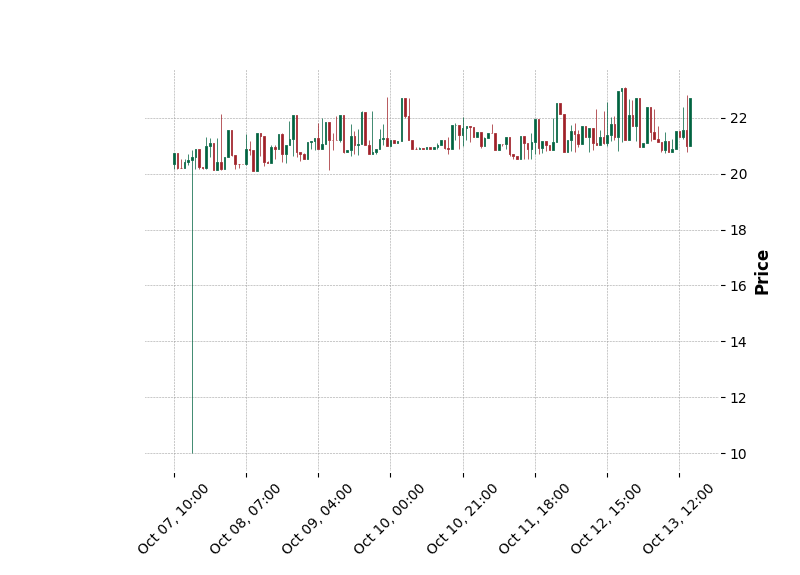 22
20
18
16
14
12
10
Price
Oct 07, 10:00
Oct 08, 07:00
Oct 09, 04:00
Oct 10, 00:00
Oct 10, 21:00
Oct 11, 18:00
Oct 12, 15:00
Oct 13, 12:00